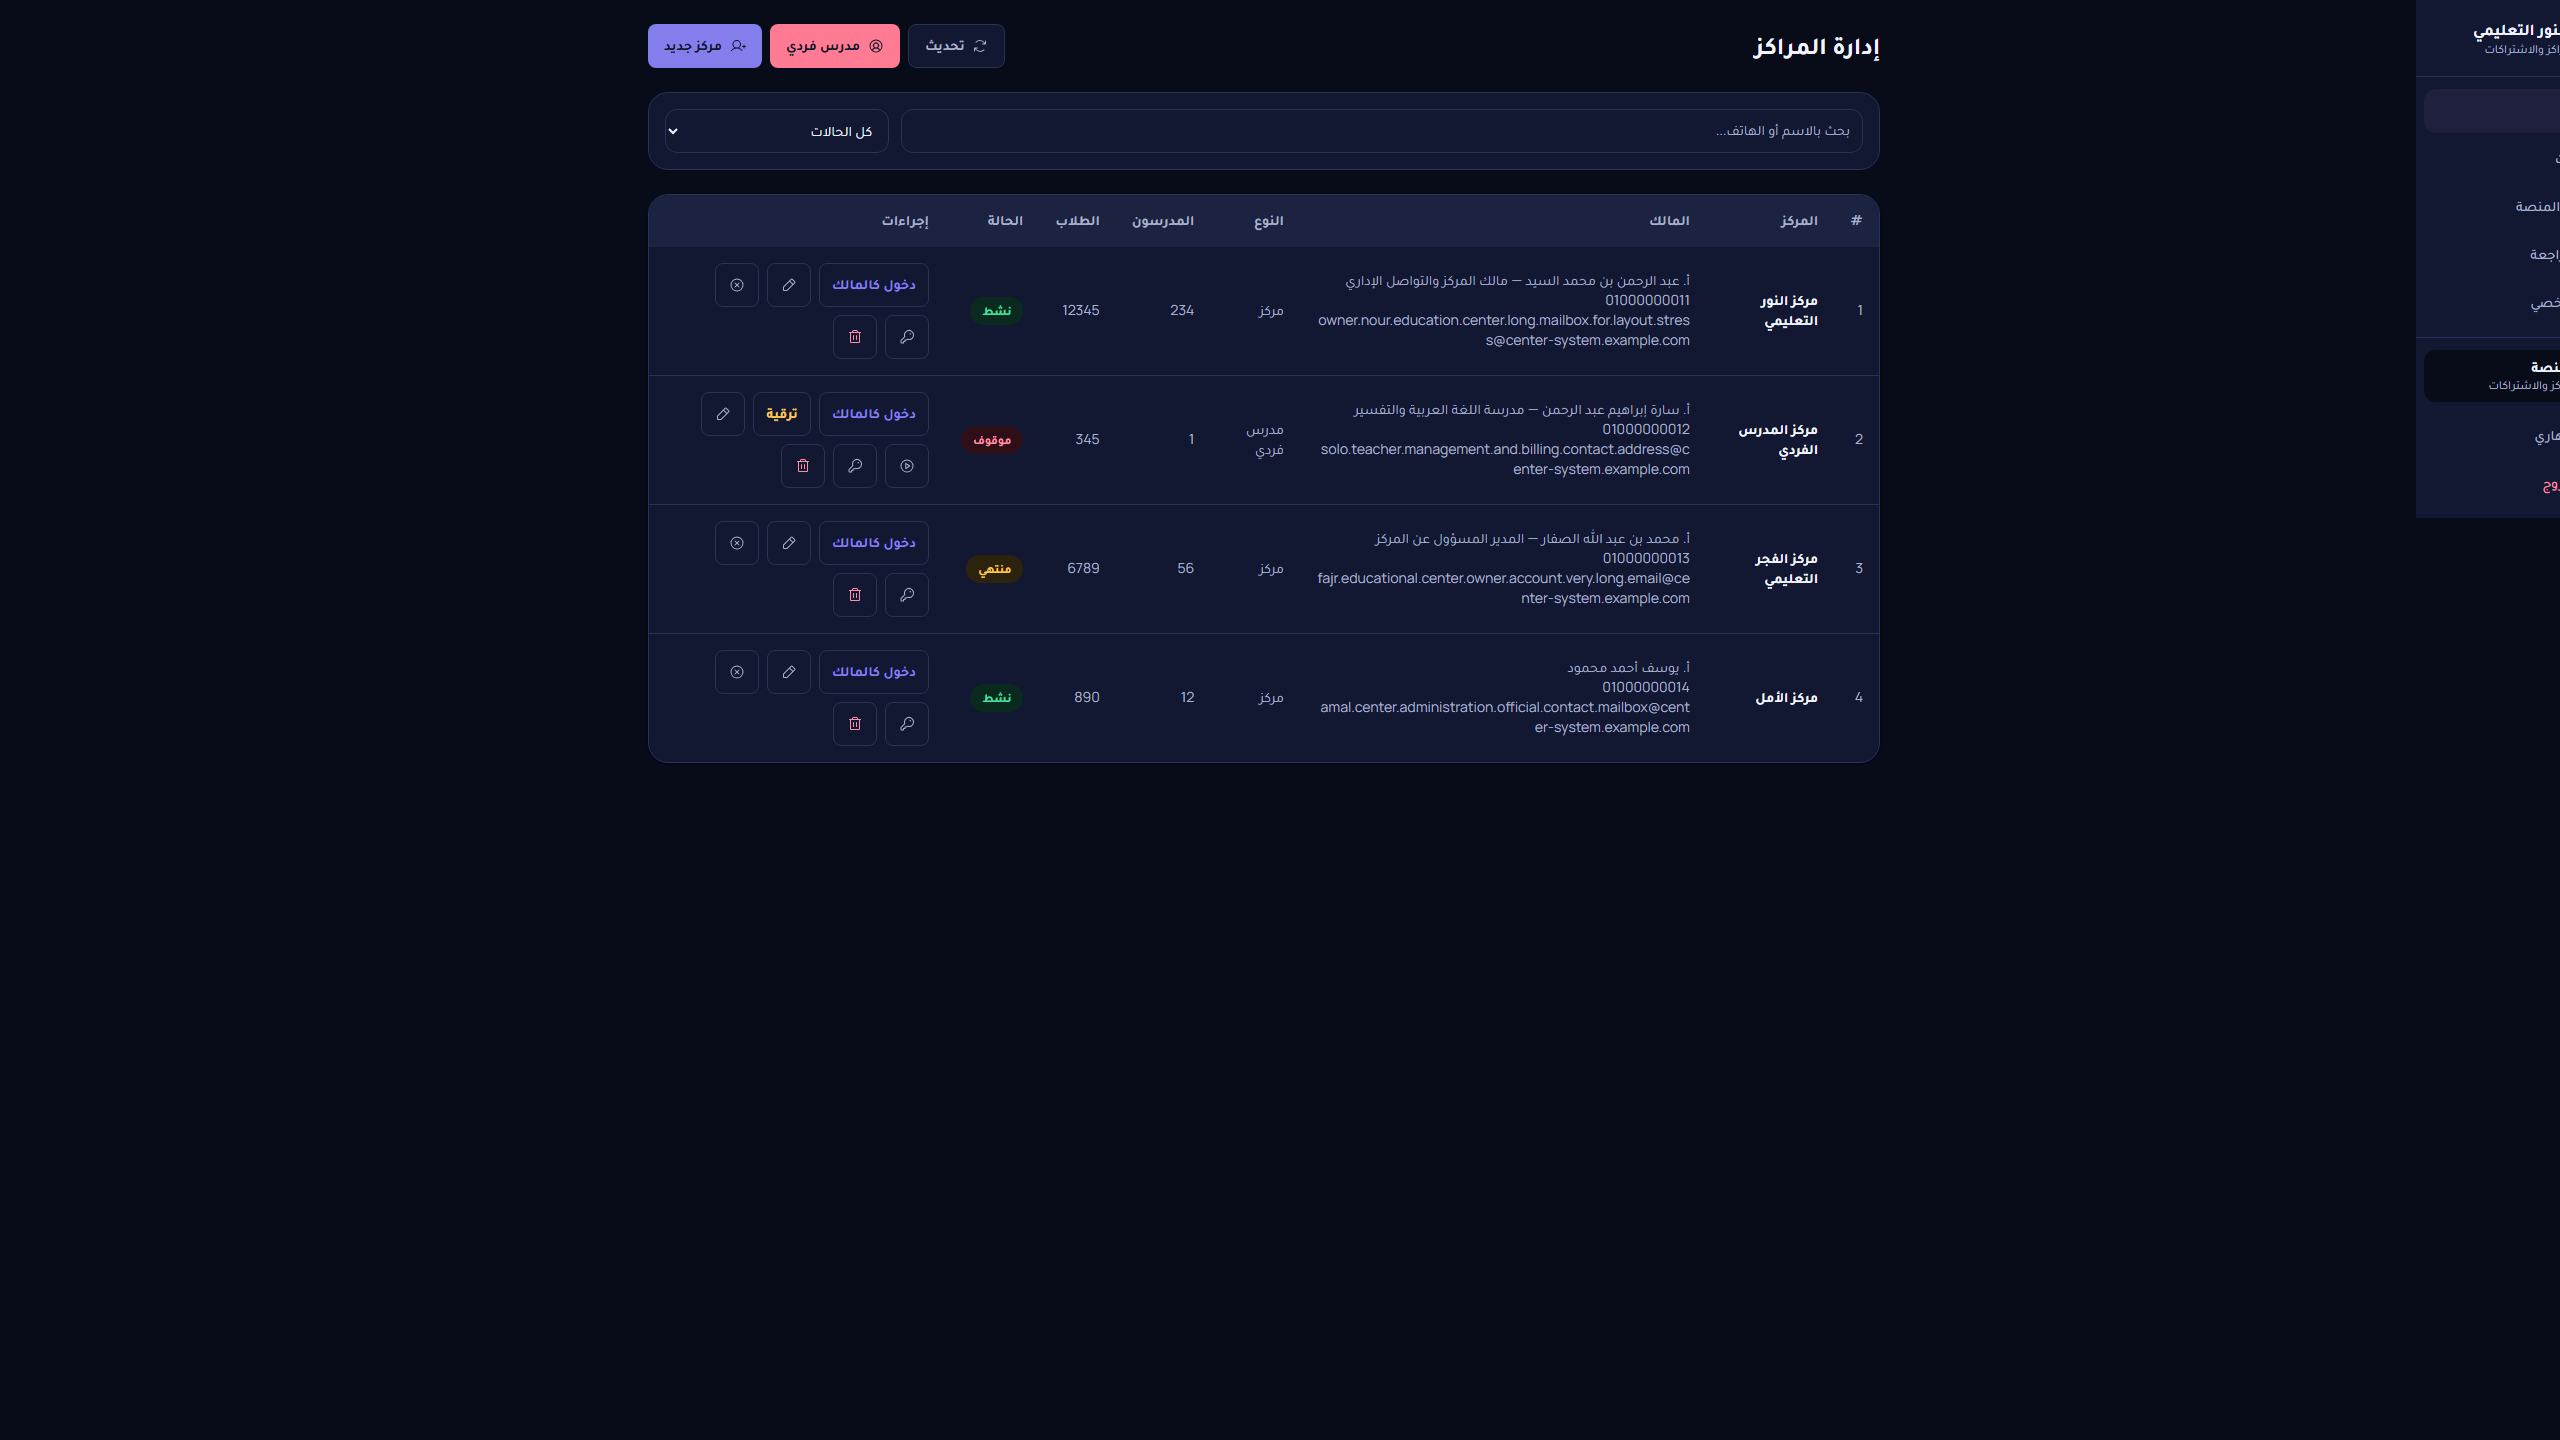 إدارة المراكز
تحديث
مدرس فردي
مركز جديد
بحث بالاسم أو الهاتف...
كل الحالات
# المركز المالك النوع المدرسون الطلاب الحالة إجراءات
1
مركز النور
التعليمي
أ. عبد الرحمن بن محمد السيد — مالك المركز والتواصل الإداري
01000000011
owner.nour.education.center.long.mailbox.for.layout.stres
s@center-system.example.com
مركز
234
12345
نشط
دخول كالمالك
2
مركز المدرس
الفردي
أ. سارة إبراهيم عبد الرحمن — مدرسة اللغة العربية والتفسير
01000000012
solo.teacher.management.and.billing.contact.address@c
enter-system.example.com
مدرس
فردي
1
345
موقوف
دخول كالمالك
ترقية
3
مركز الفجر
التعليمي
أ. محمد بن عبد الله الصفار — المدير المسؤول عن المركز
01000000013
fajr.educational.center.owner.account.very.long.email@ce
nter-system.example.com
مركز
56
6789
منتهي
دخول كالمالك
4
مركز الأمل
أ. يوسف أحمد محمود
01000000014
amal.center.administration.official.contact.mailbox@cent
er-system.example.com
مركز
12
890
نشط
دخول كالمالك
التعليمي
والاشتراكات
المنصة
والاشتراكات